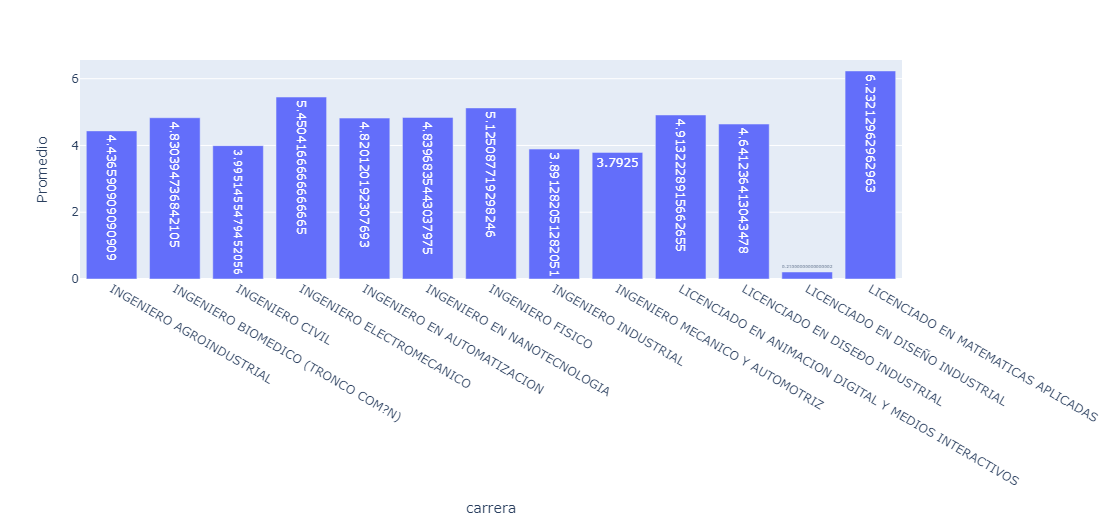 Promedio
6
4
2
0
4.436590909090909
4.830394736842105
3.9951455479452056
5.450416666666665
4.820120192307693
4.839683544303797​5
5.125087719298246
3.891282051282051
3.7925
4.913222891566265​5
4.641236413043478
6.232129629629​63
INGENIERO AGROINDUSTRIAL
INGENIERO BIOMEDICO (TRONCO COM?N)
INGENIERO CIVIL
INGENIERO ELECTROMECANICO
INGENIERO EN AUTOMATIZACION
INGENIERO EN NANOTECNOLOGIA
INGENIERO FISICO
INGENIERO INDUSTRIAL
INGENIERO MECANICO Y AUTOMOTRIZ
LICENCIADO EN ANIMACION DIGITAL Y MEDIOS INTERACTIVOS
LICENCIADO EN DISEÐO INDUSTRIAL
LICENCIADO EN DISEÑO INDUSTRIAL
LICENCIADO EN MATEMATICAS APLICADAS
carrera